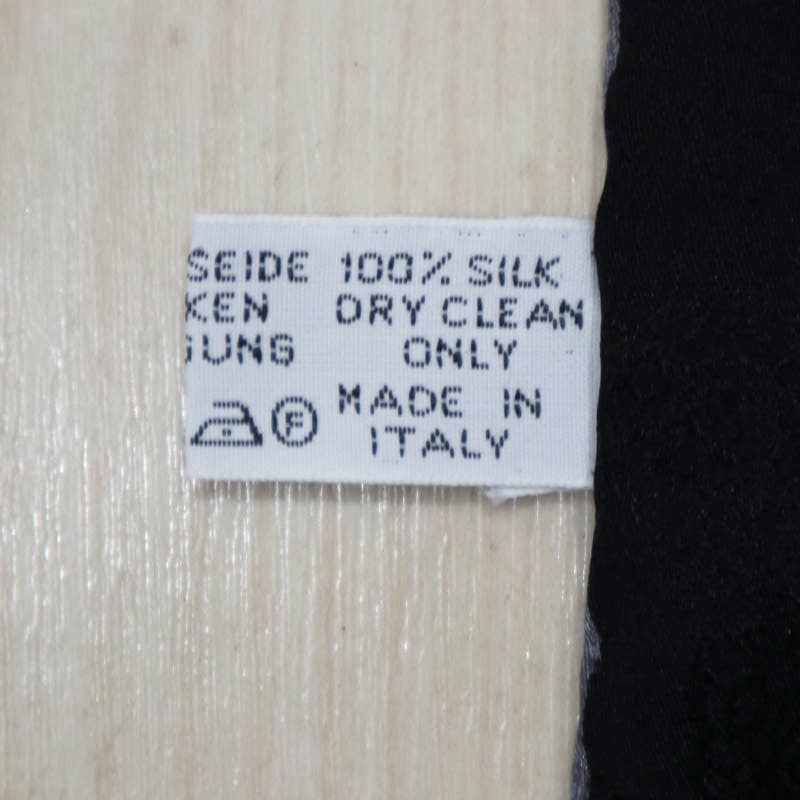 SEIDE 100% SILK
KEN DRY CLEAN
GUNG ONLY
MADE IN
F ITALY